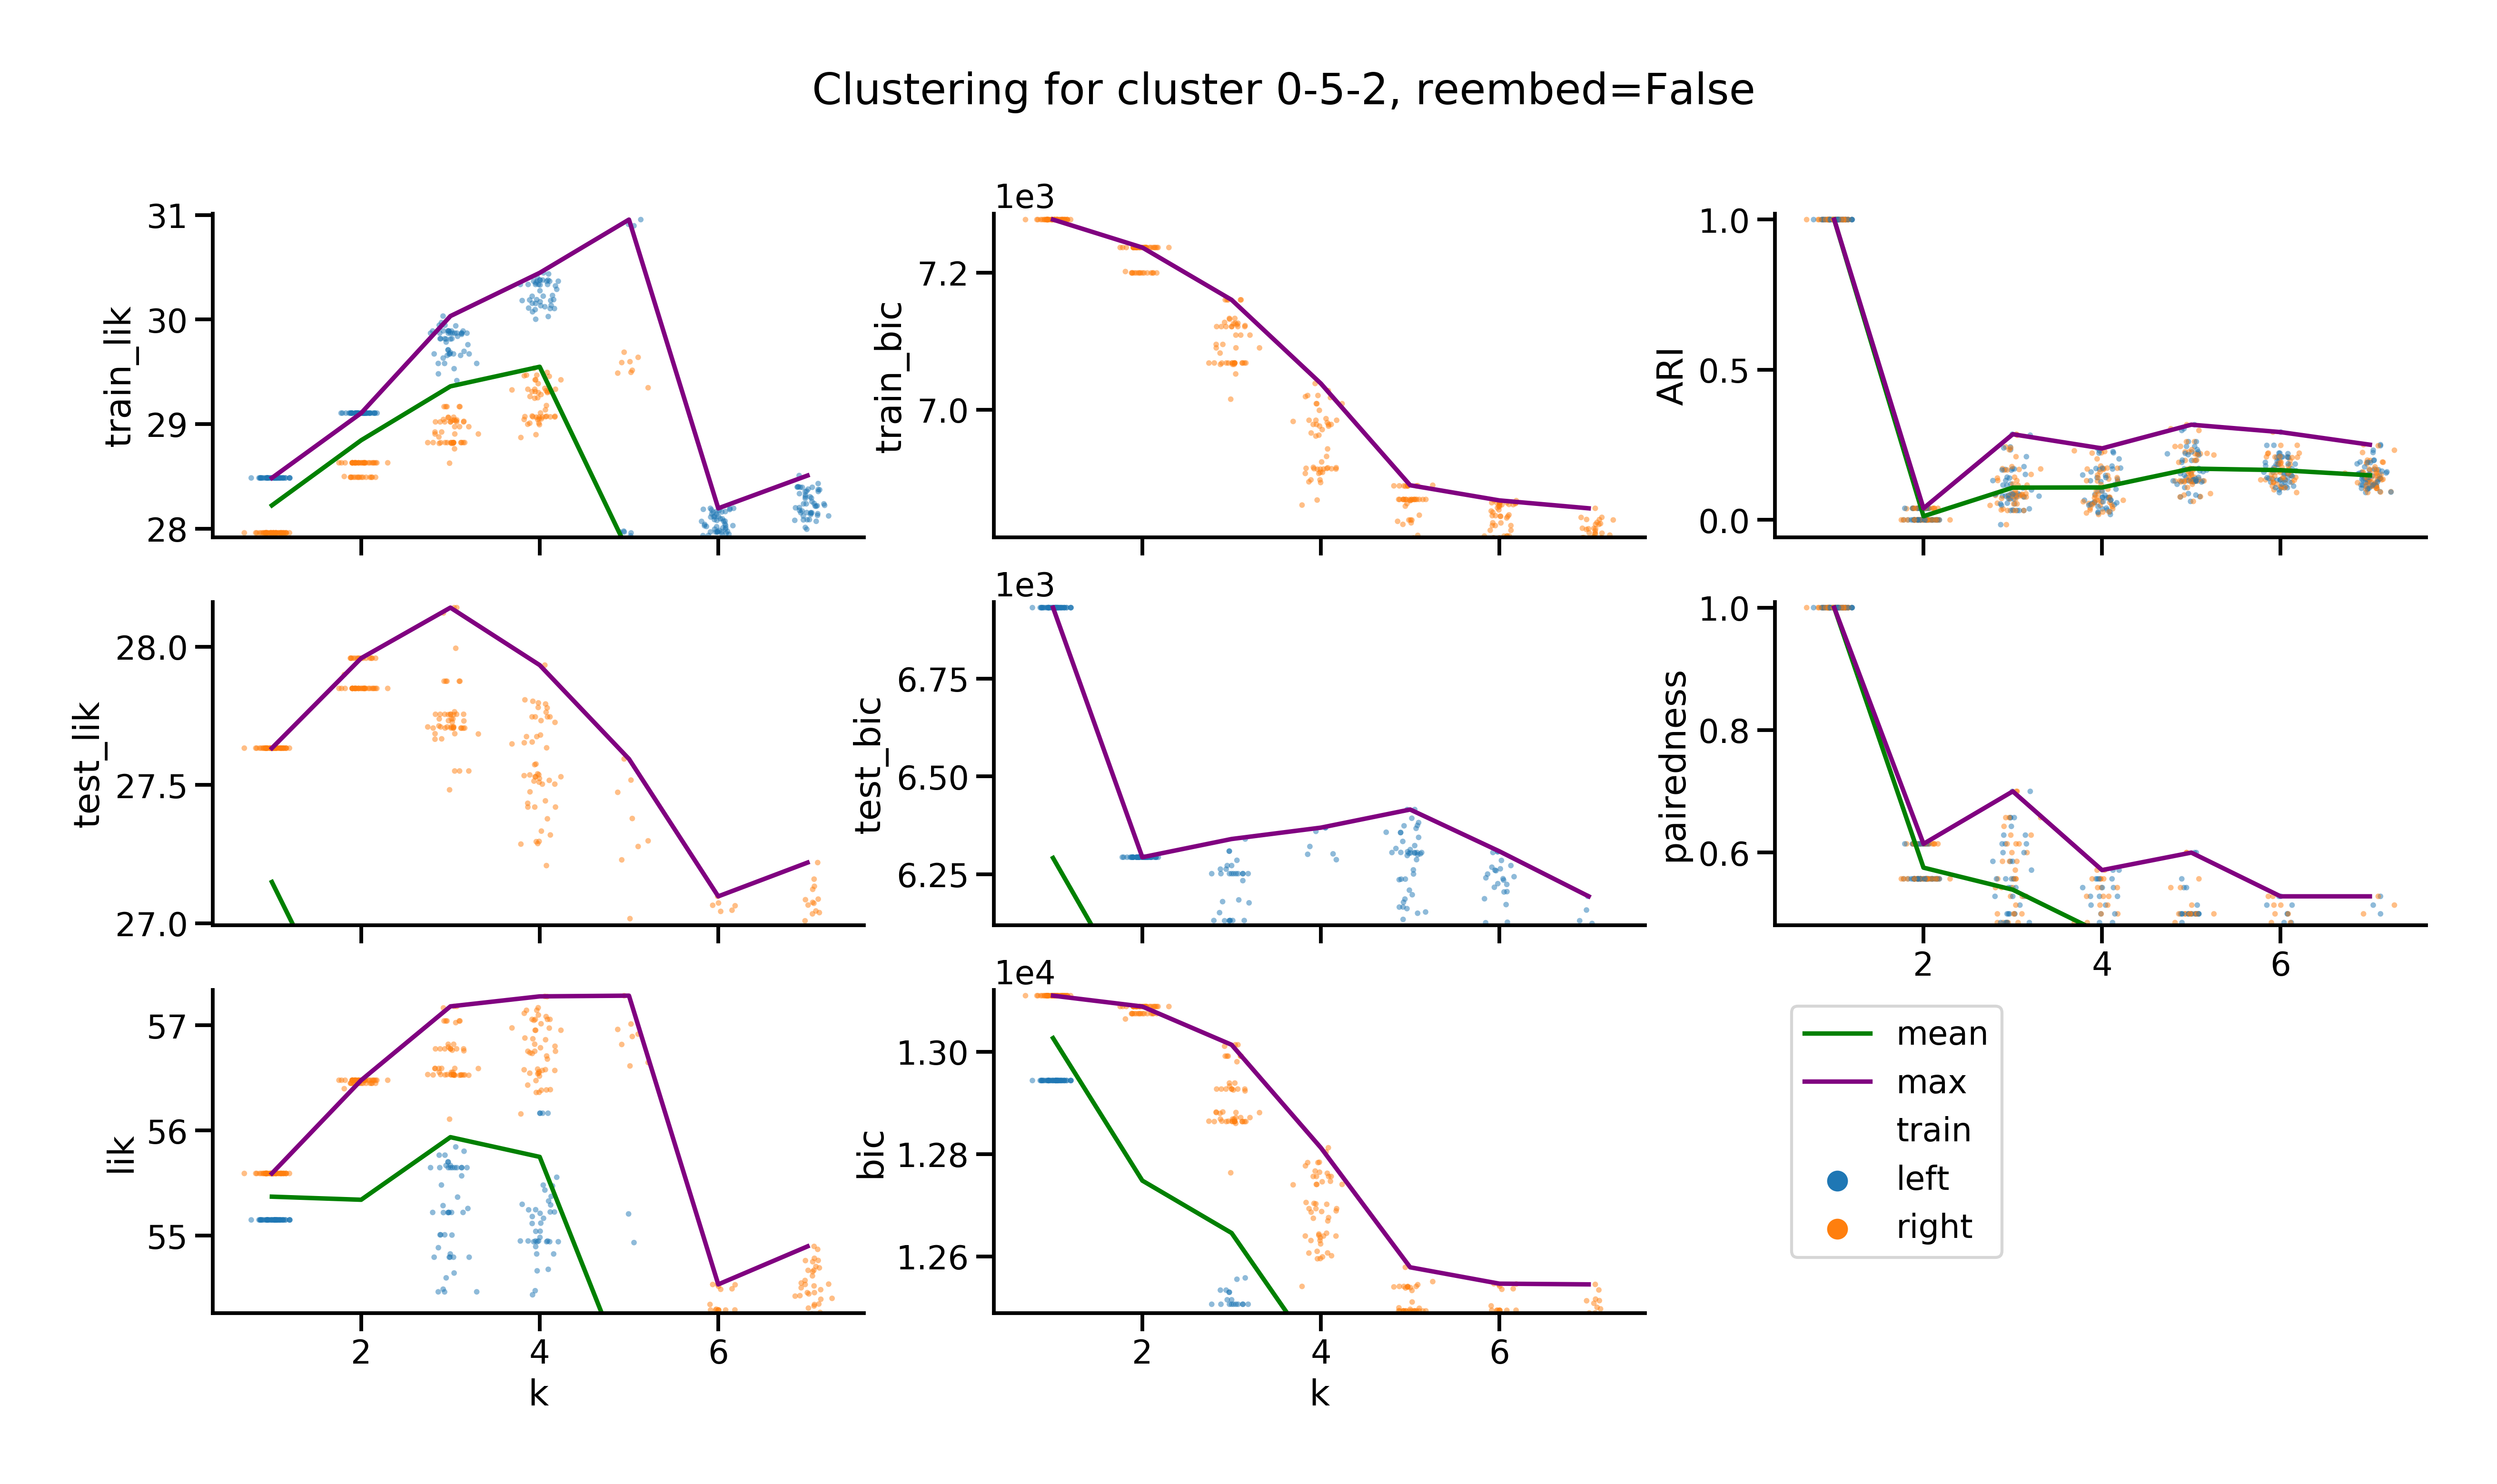 Clustering for cluster 0-5-2, reembed=False
train_lik
31
30
29
28
1e3
train_bic
7.2
7.0
ARI
1.0
0.5
0.0
test_lik
28.0
27.5
27.0
1e3
test_bic
6.75
6.50
6.25
pairedness
1.0
0.8
0.6
2
4
6
lik
57
56
55
2
4
6
k
1e4
bic
1.30
1.28
1.26
2
4
6
k
mean
max
train
left
right